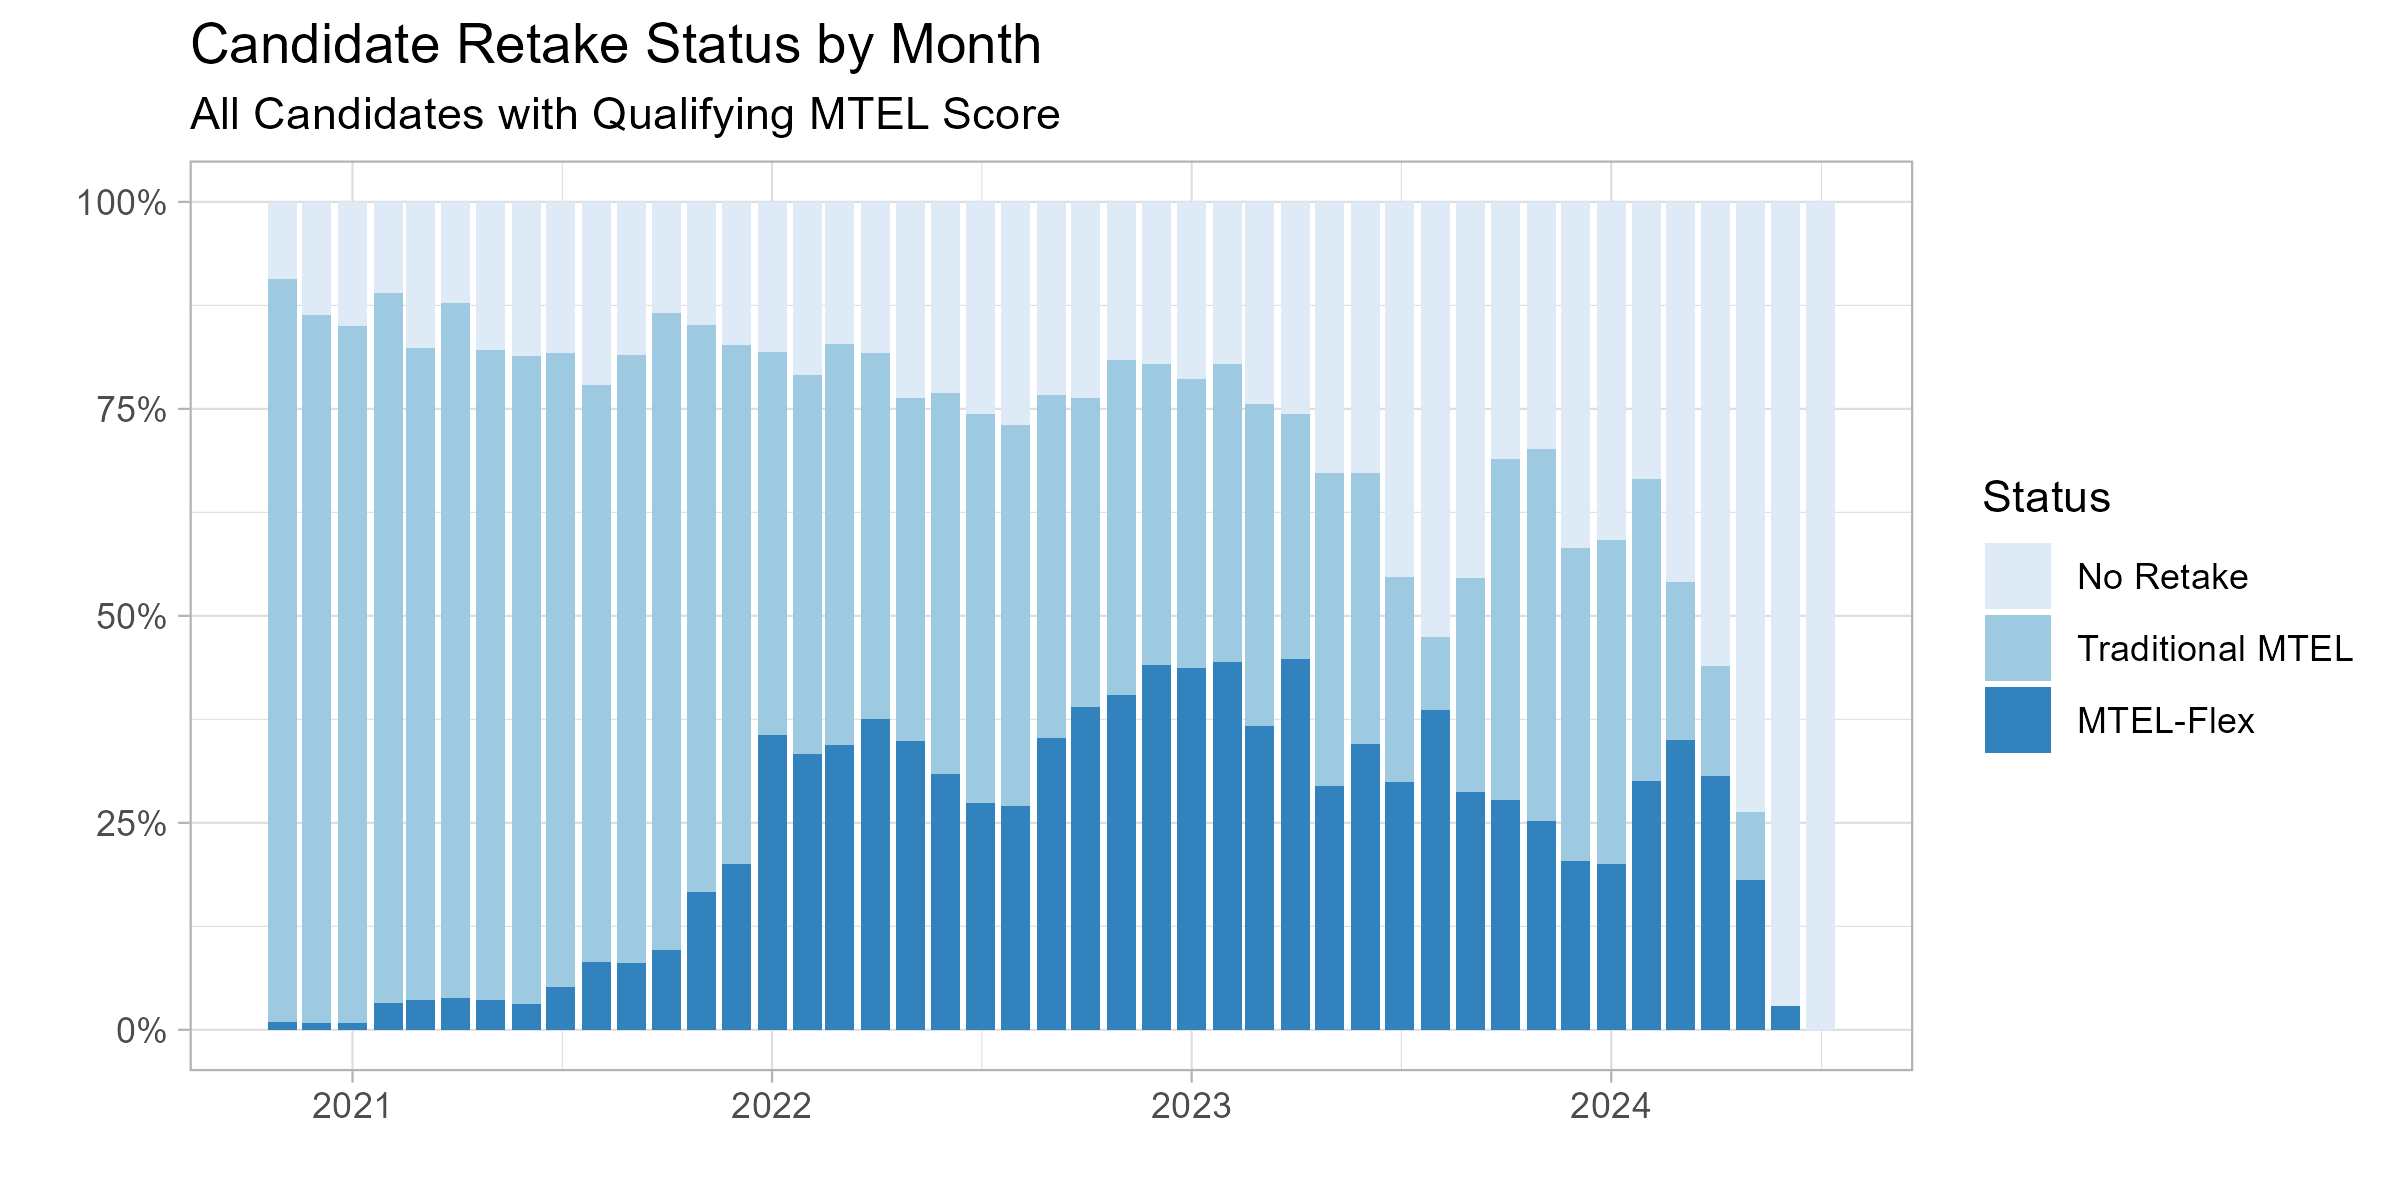 Candidate Retake Status by Month
All Candidates with Qualifying MTEL Score
100%
75%
50%
25%
0%
2021
2022
2023
2024
Status
No Retake
Traditional MTEL
MTEL-Flex